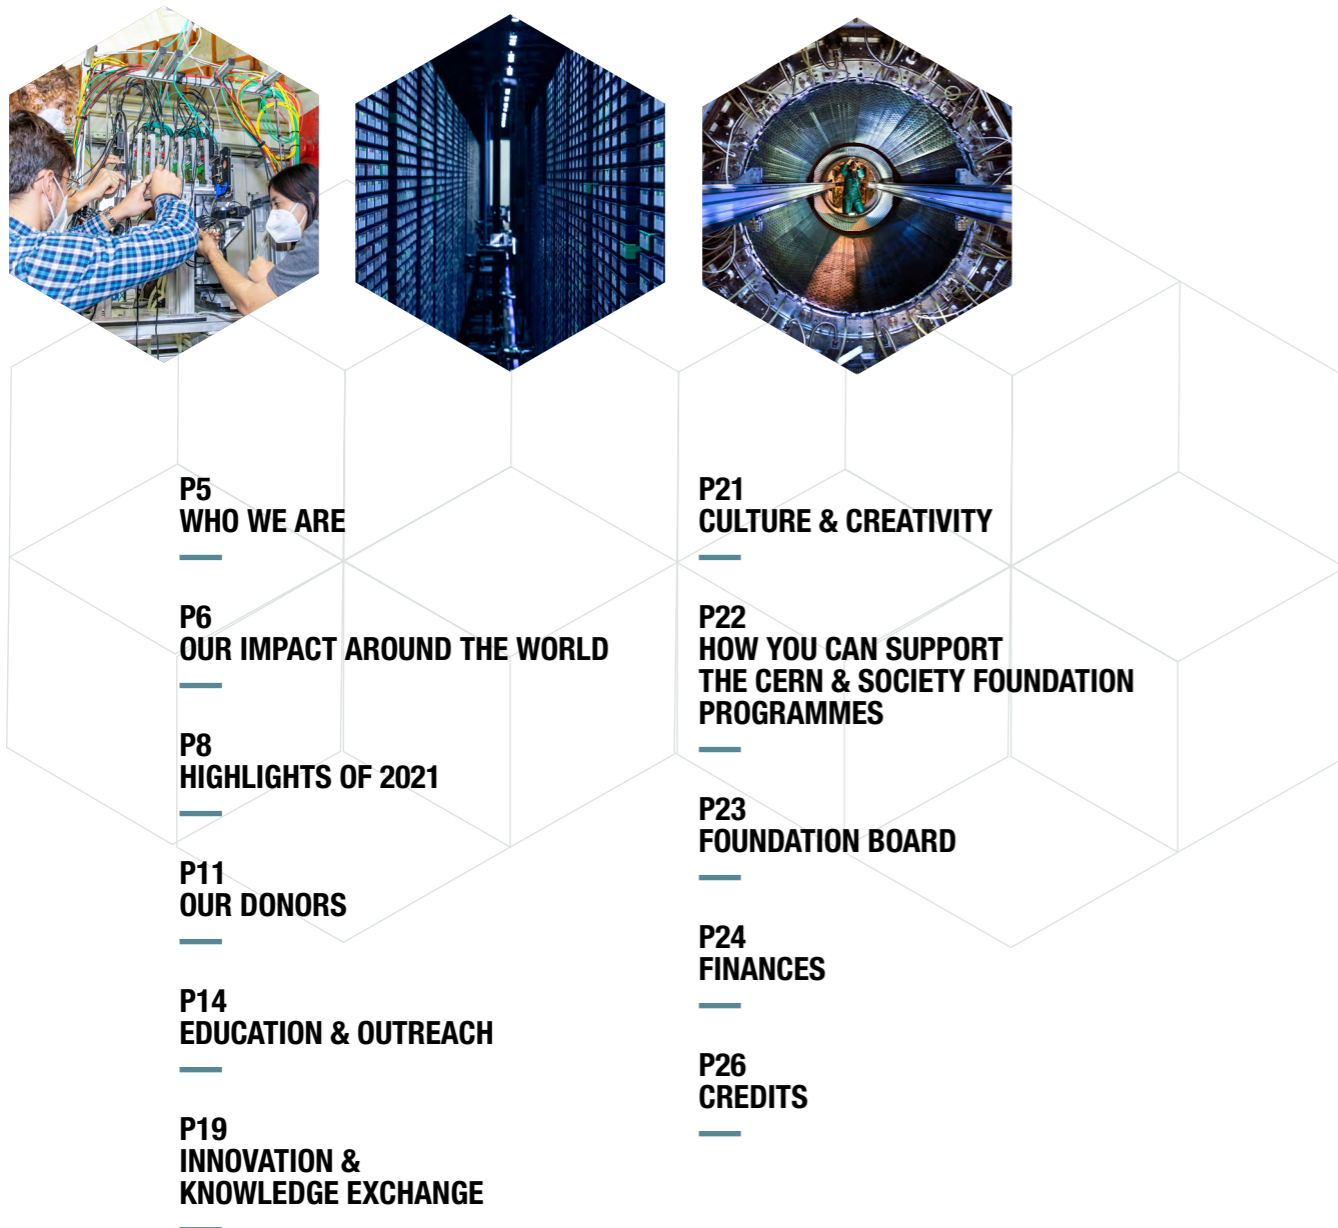 P5
WHO WE ARE
P6
OUR IMPACT AROUND THE WORLD
P8
HIGHLIGHTS OF 2021
P11
OUR DONORS
P14
EDUCATION & OUTREACH
P19
INNOVATION &
KNOWLEDGE EXCHANGE
P21
CULTURE & CREATIVITY
P22
HOW YOU CAN SUPPORT
THE CERN & SOCIETY FOUNDATION
PROGRAMMES
P23
FOUNDATION BOARD
P24
FINANCES
P26
CREDITS